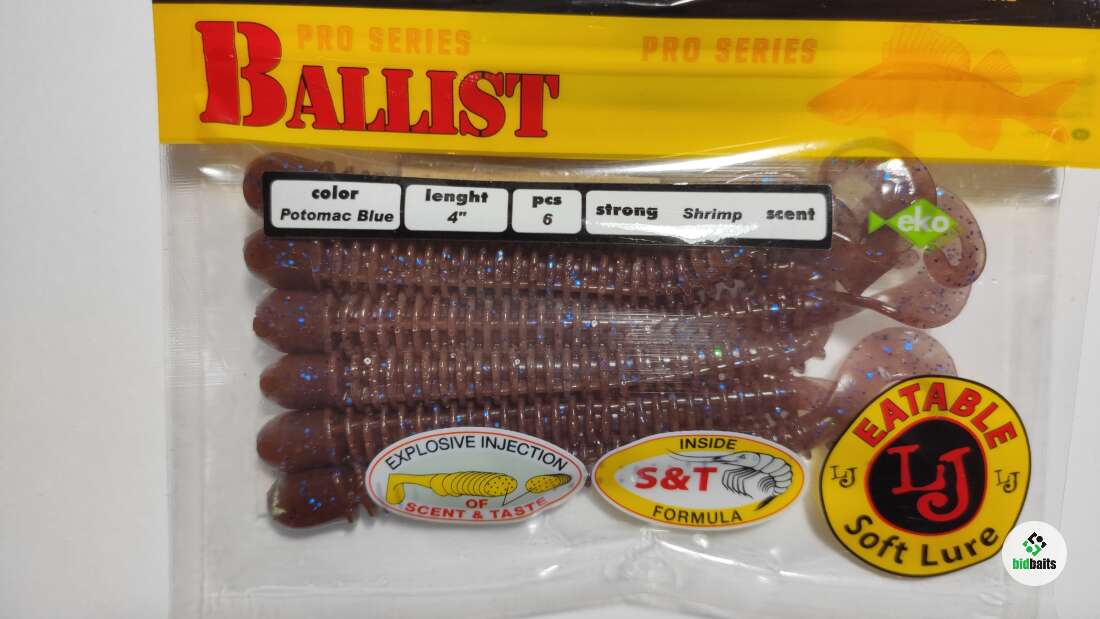 PRO SERIES
PRO SERIES
BALLIST
color
Potomac Blue
lenght
4"
pcs
6
strong Shrimp scent
eko
EXPLOSIVE INJECTION
OF
SCENT & TASTE
INSIDE
S&T
FORMULA
EATABLE
LJ
LJ
LJ
Soft Lure
bidbaits